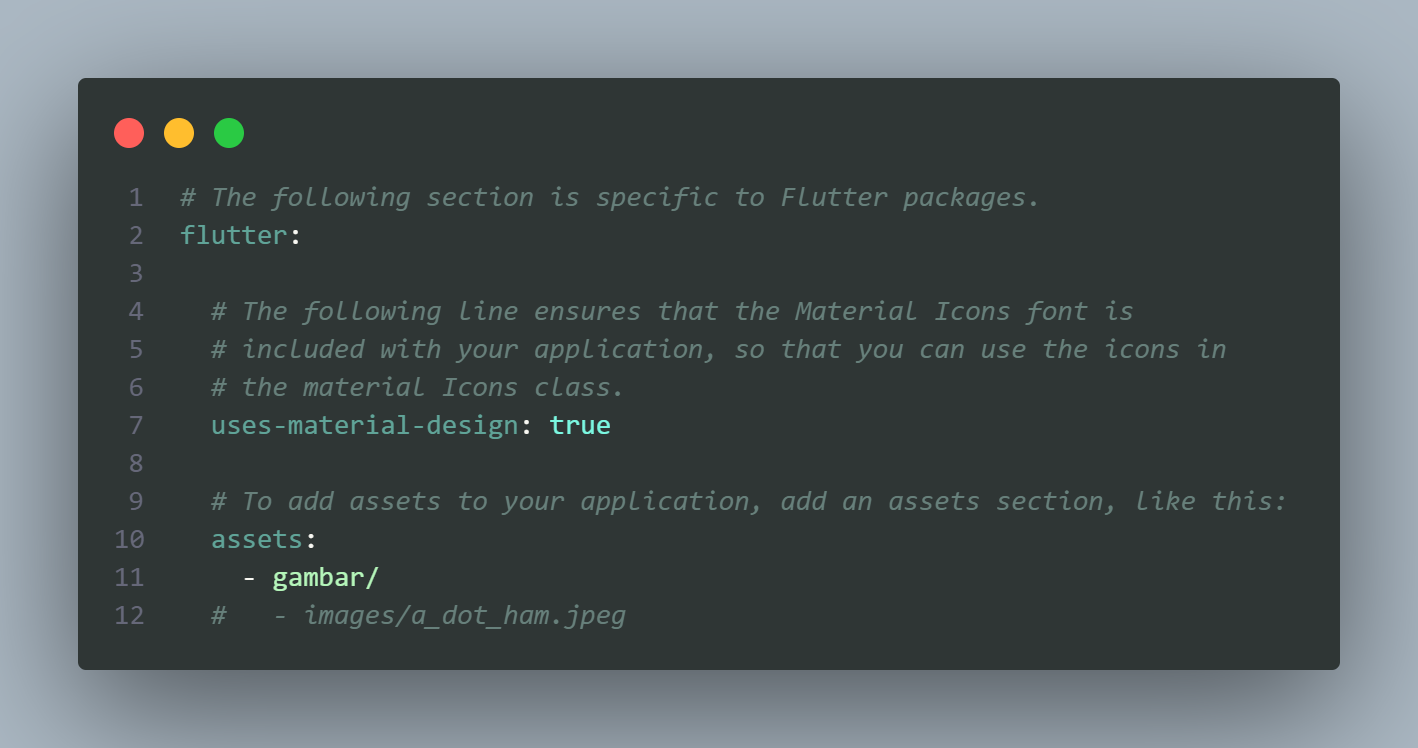 1 # The following section is specific to Flutter packages.
2 flutter:
3
4   # The following line ensures that the Material Icons font is
5   # included with your application, so that you can use the icons in
6   # the material Icons class.
7   uses-material-design: true
8
9   # To add assets to your application, add an assets section, like this:
10   assets:
11     - gambar/
12   #   - images/a_dot_ham.jpeg